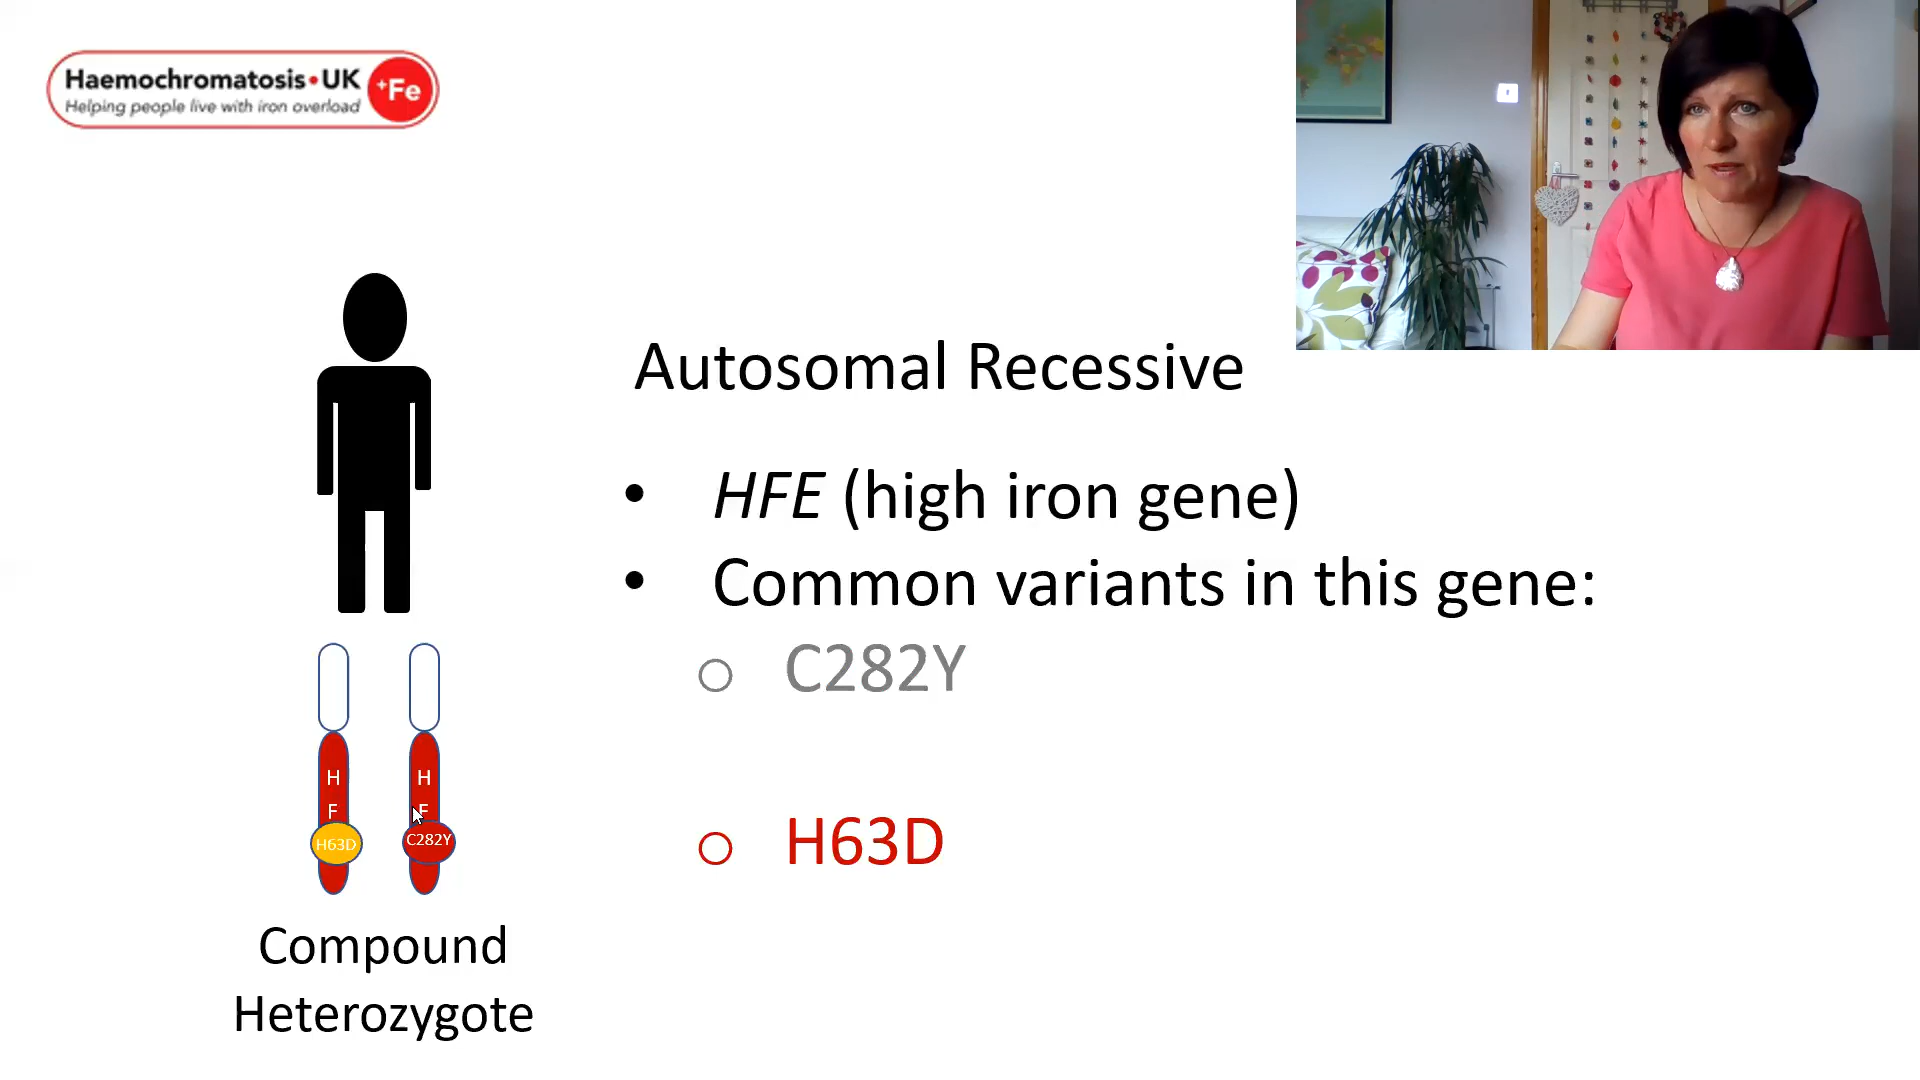 Haemochromatosis•UK
+Fe
Helping people live with iron overload
Autosomal Recessive
• HFE (high iron gene)
• Common variants in this gene:
o C282Y
o H63D
H
F
H63D
H
F
C282Y
Compound
Heterozygote